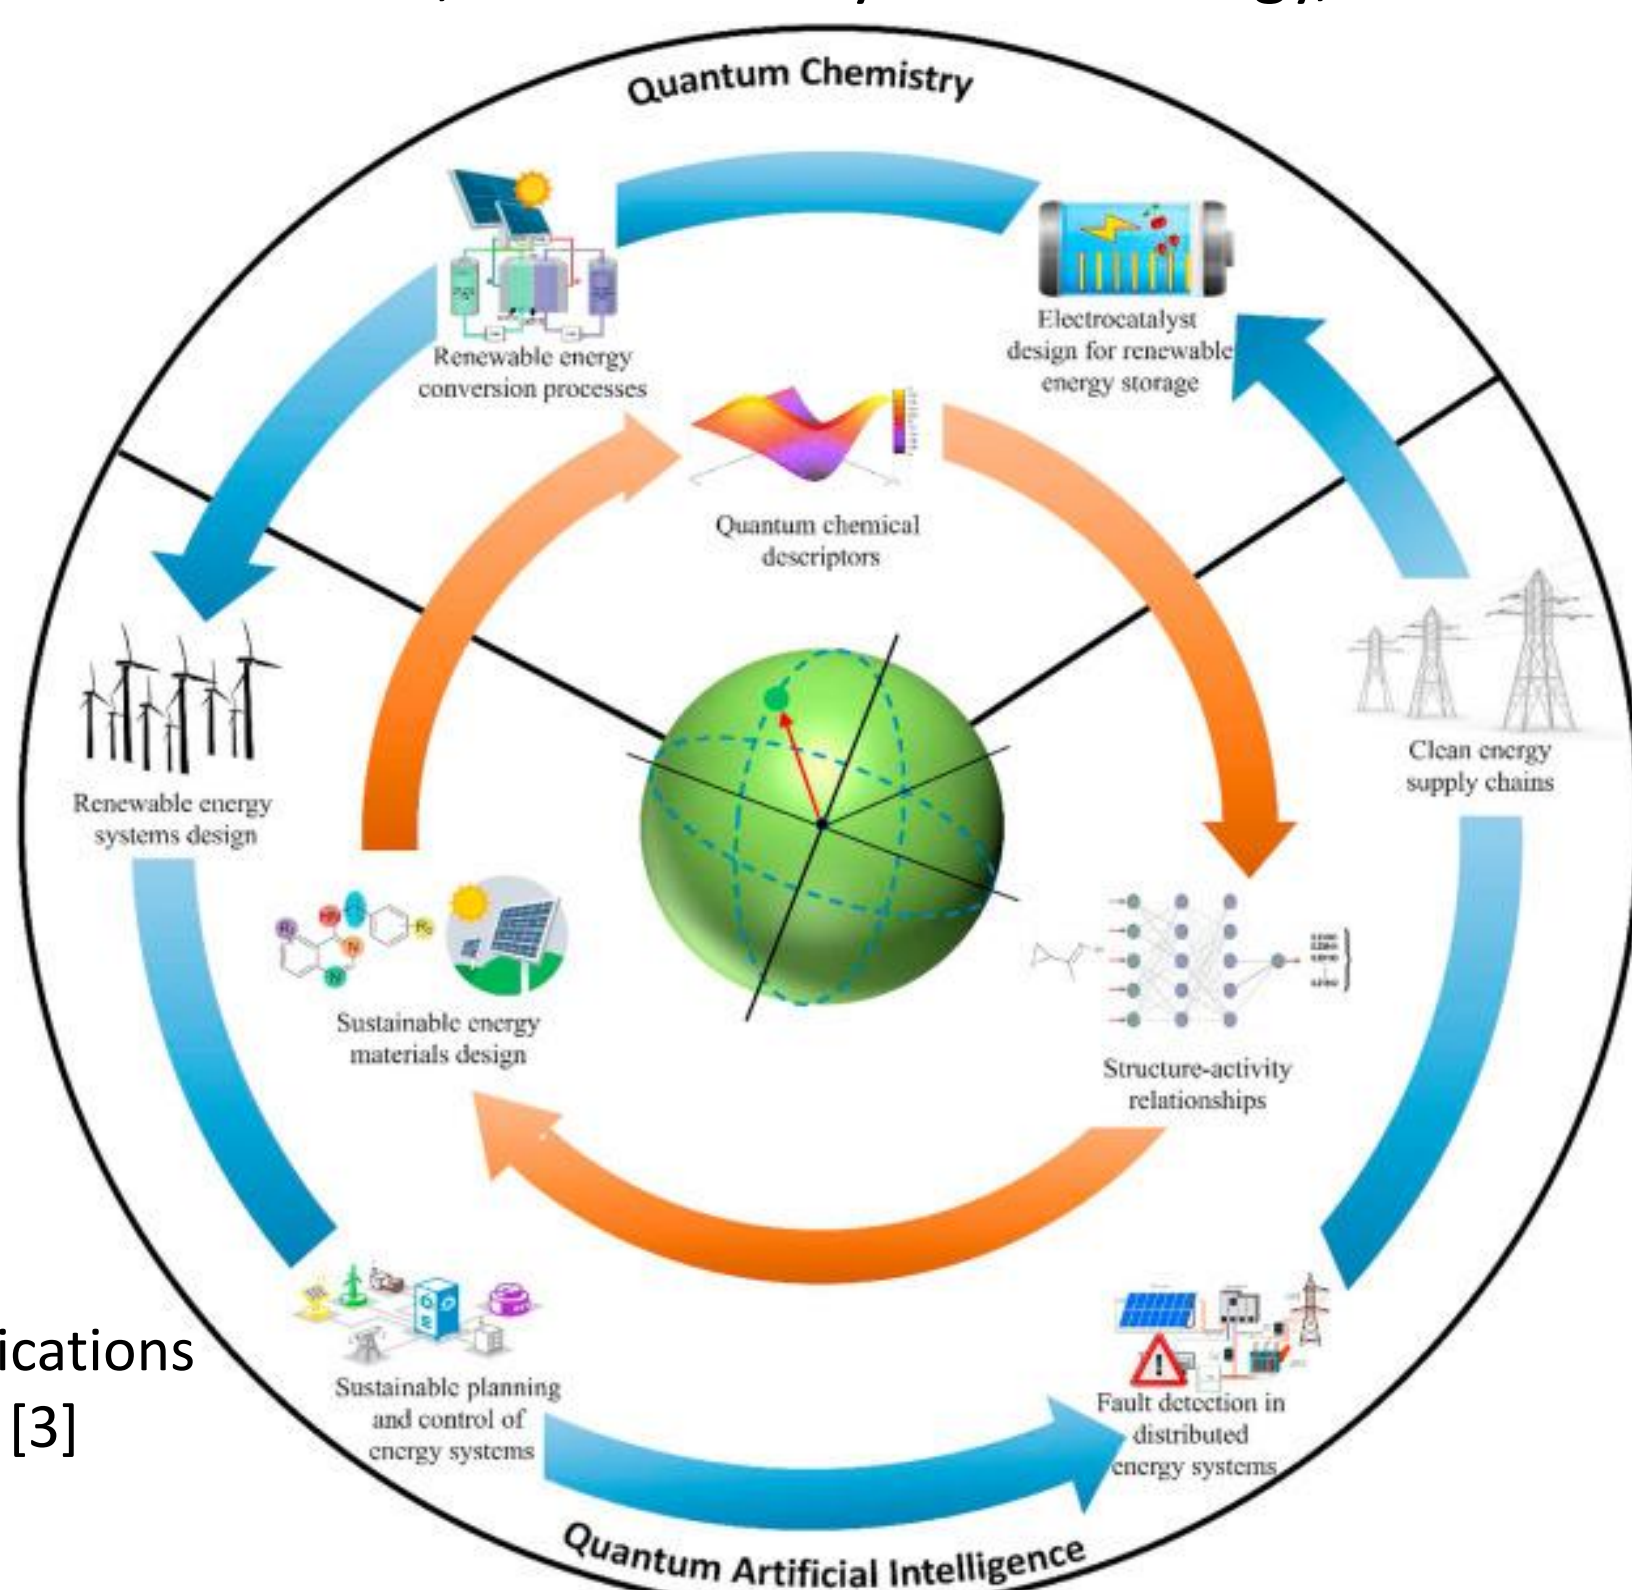 Quantum Chemistry
Renewable energy
conversion processes
Electrocatalyst
design for renewable
energy storage
Quantum chemical
descriptors
Renewable energy
systems design
Clean energy
supply chains
R₂
HN
N
N
Sustainable energy
materials design
Structure-activity
relationships
ications
[3]
Sustainable planning
and control of
energy systems
Fault detection in
distributed
energy systems
Quantum Artificial Intelligence